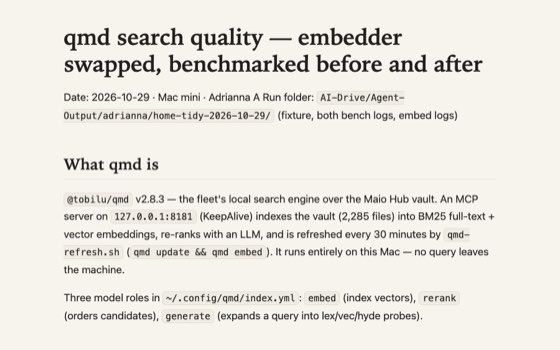 qmd search quality — embedder
swapped, benchmarked before and after
Date: 2026-10-29 · Mac mini · Adrianna A Run folder: AI-Drive/Agent-
Output/adrianna/home-tidy-2026-10-29/ (fixture, both bench logs, embed logs)
What qmd is
@tobilu/qmd v2.8.3 — the fleet's local search engine over the Maio Hub vault. An MCP
server on 127.0.0.1:8181 (KeepAlive) indexes the vault (2,285 files) into BM25 full-text +
vector embeddings, re-ranks with an LLM, and is refreshed every 30 minutes by qmd-
refresh.sh ( qmd update && qmd embed ). It runs entirely on this Mac — no query leaves
the machine.
Three model roles in ~/.config/qmd/index.yml : embed (index vectors), rerank
(orders candidates), generate (expands a query into lex/vec/hyde probes).